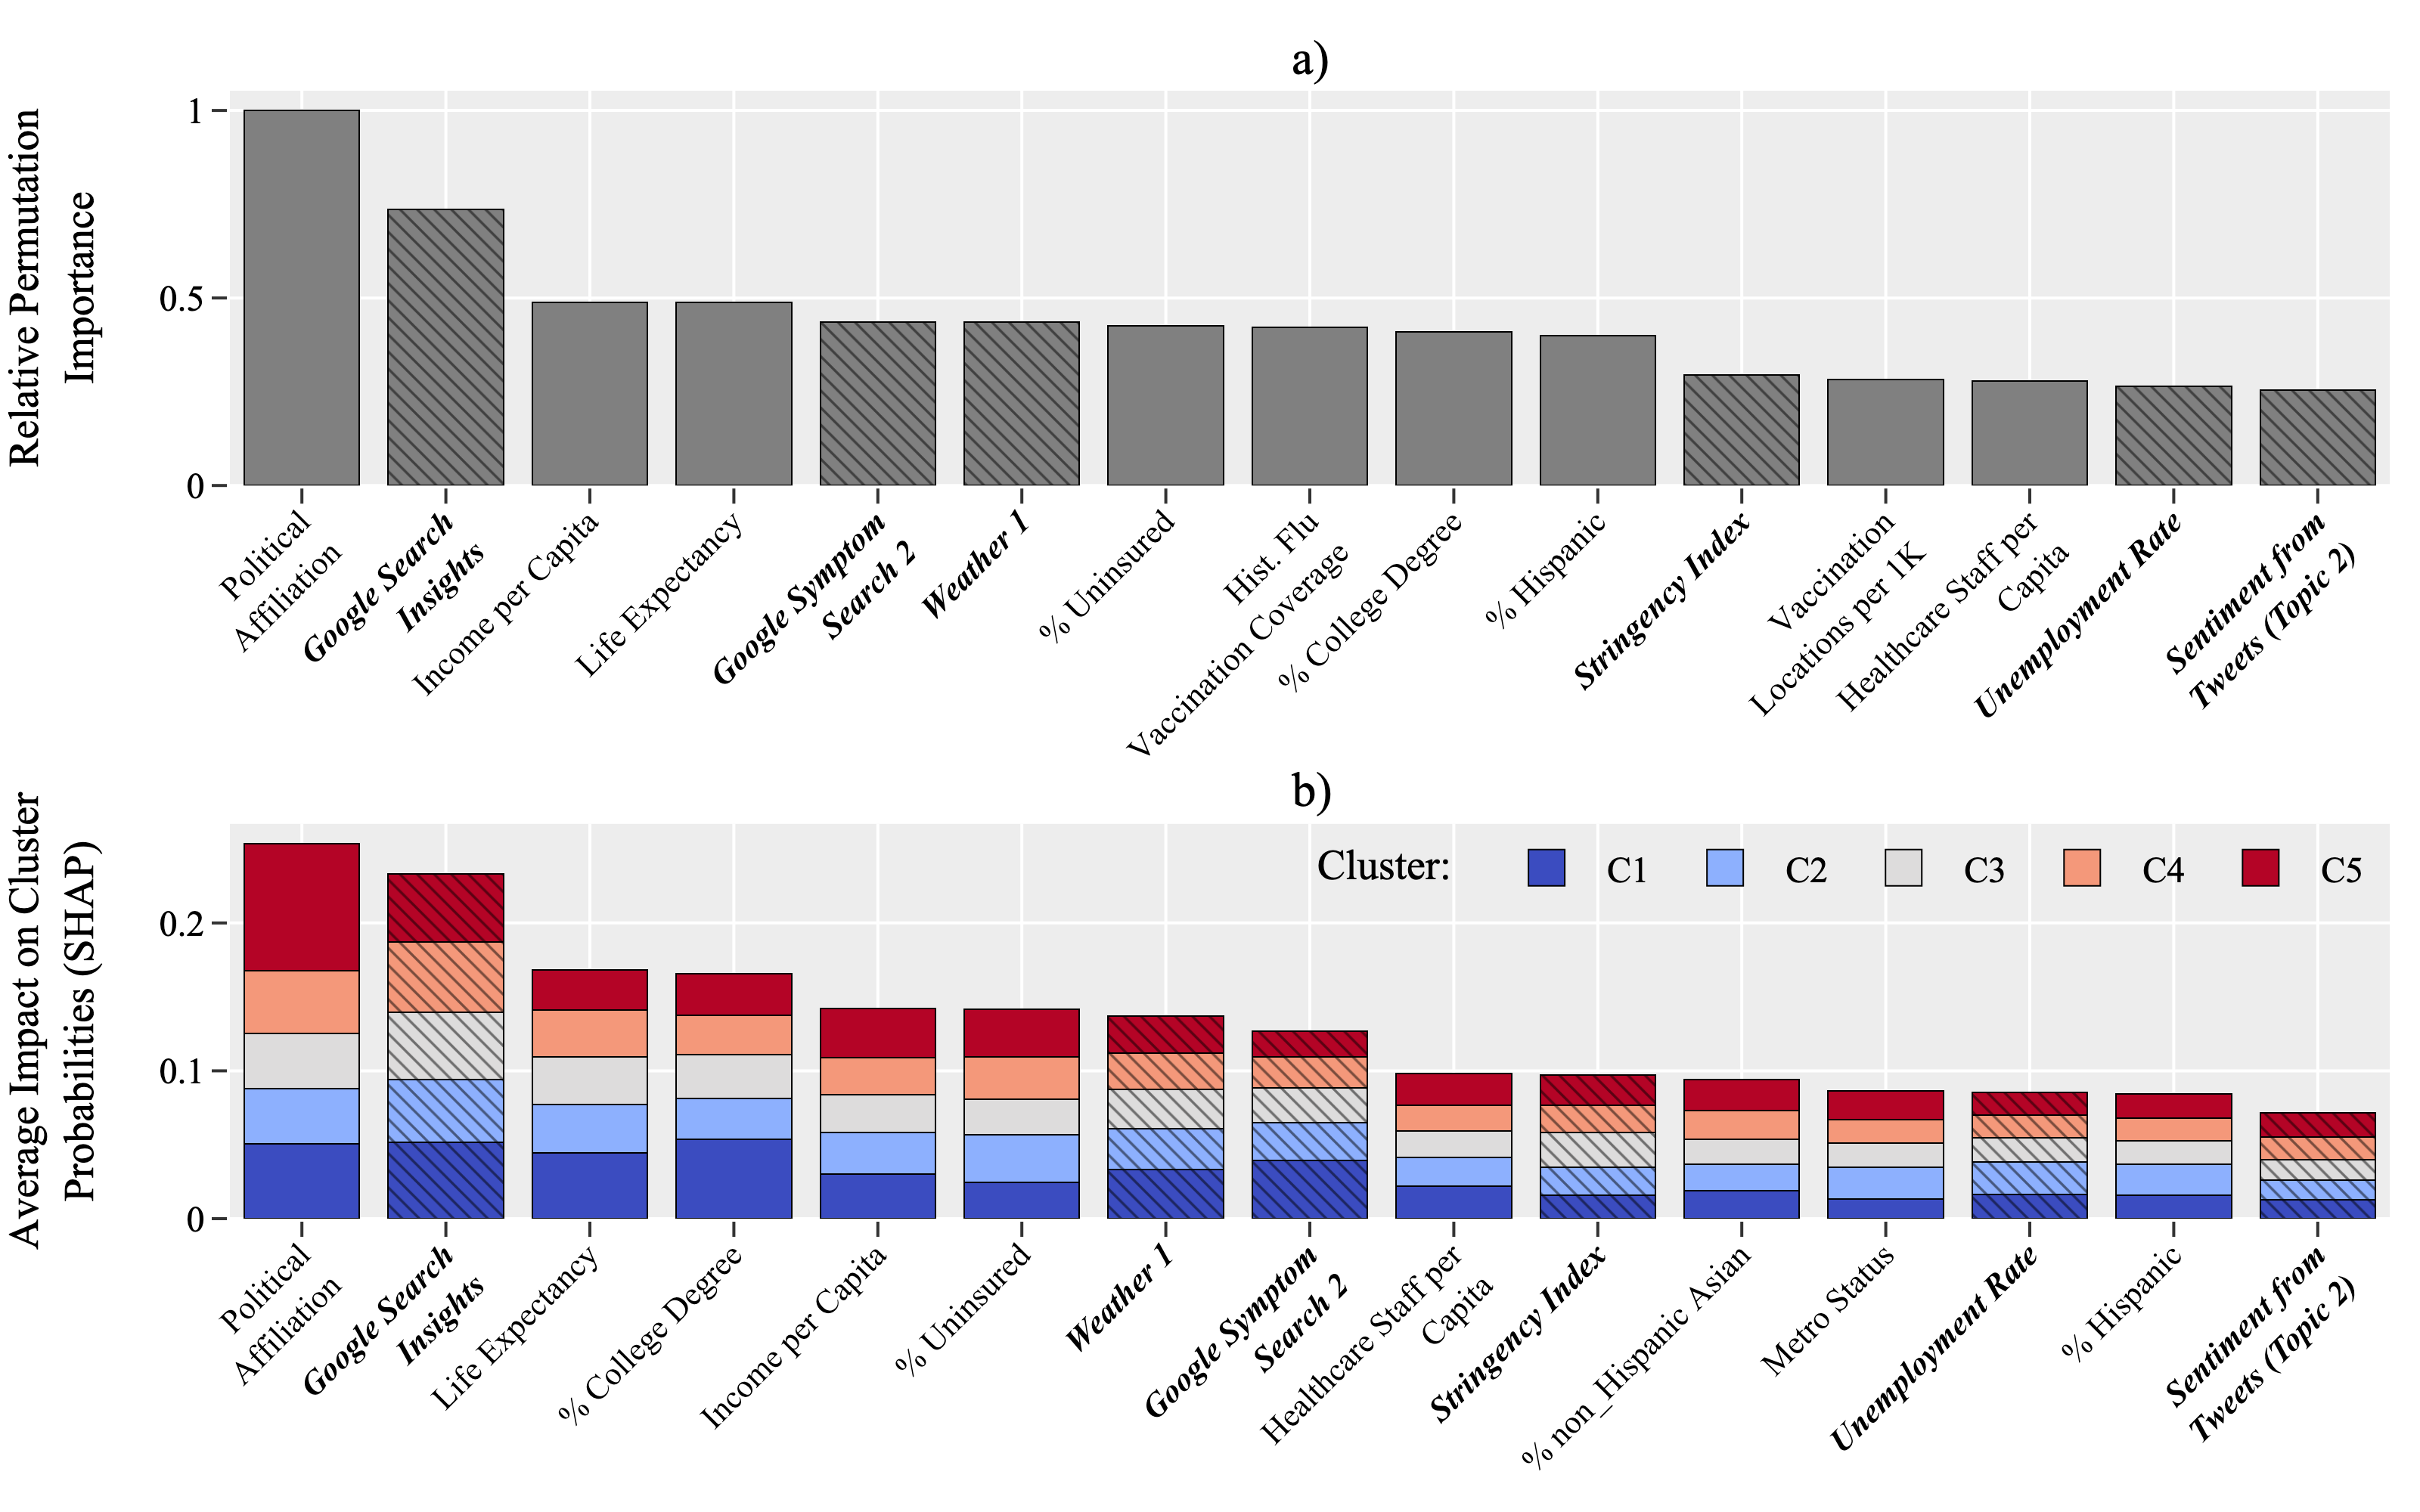 a)
Relative Permutation
Importance
1
0.5
0
Political
Affiliation
Google Search
Insights
Income per Capita
Life Expectancy
Google Symptom
Search 2
Weather 1
% Uninsured
Hist. Flu
Vaccination Coverage
% College Degree
% Hispanic
Stringency Index
Vaccination
Locations per 1K
Healthcare Staff per
Capita
Unemployment Rate
Sentiment from
Tweets (Topic 2)
b)
Average Impact on Cluster
Probabilities (SHAP)
Cluster: C1 C2 C3 C4 C5
0.2
0.1
0
Political
Affiliation
Google Search
Insights
Life Expectancy
% College Degree
Income per Capita
% Uninsured
Weather 1
Google Symptom
Search 2
Healthcare Staff per
Capita
Stringency Index
% non_Hispanic Asian
Metro Status
Unemployment Rate
% Hispanic
Sentiment from
Tweets (Topic 2)